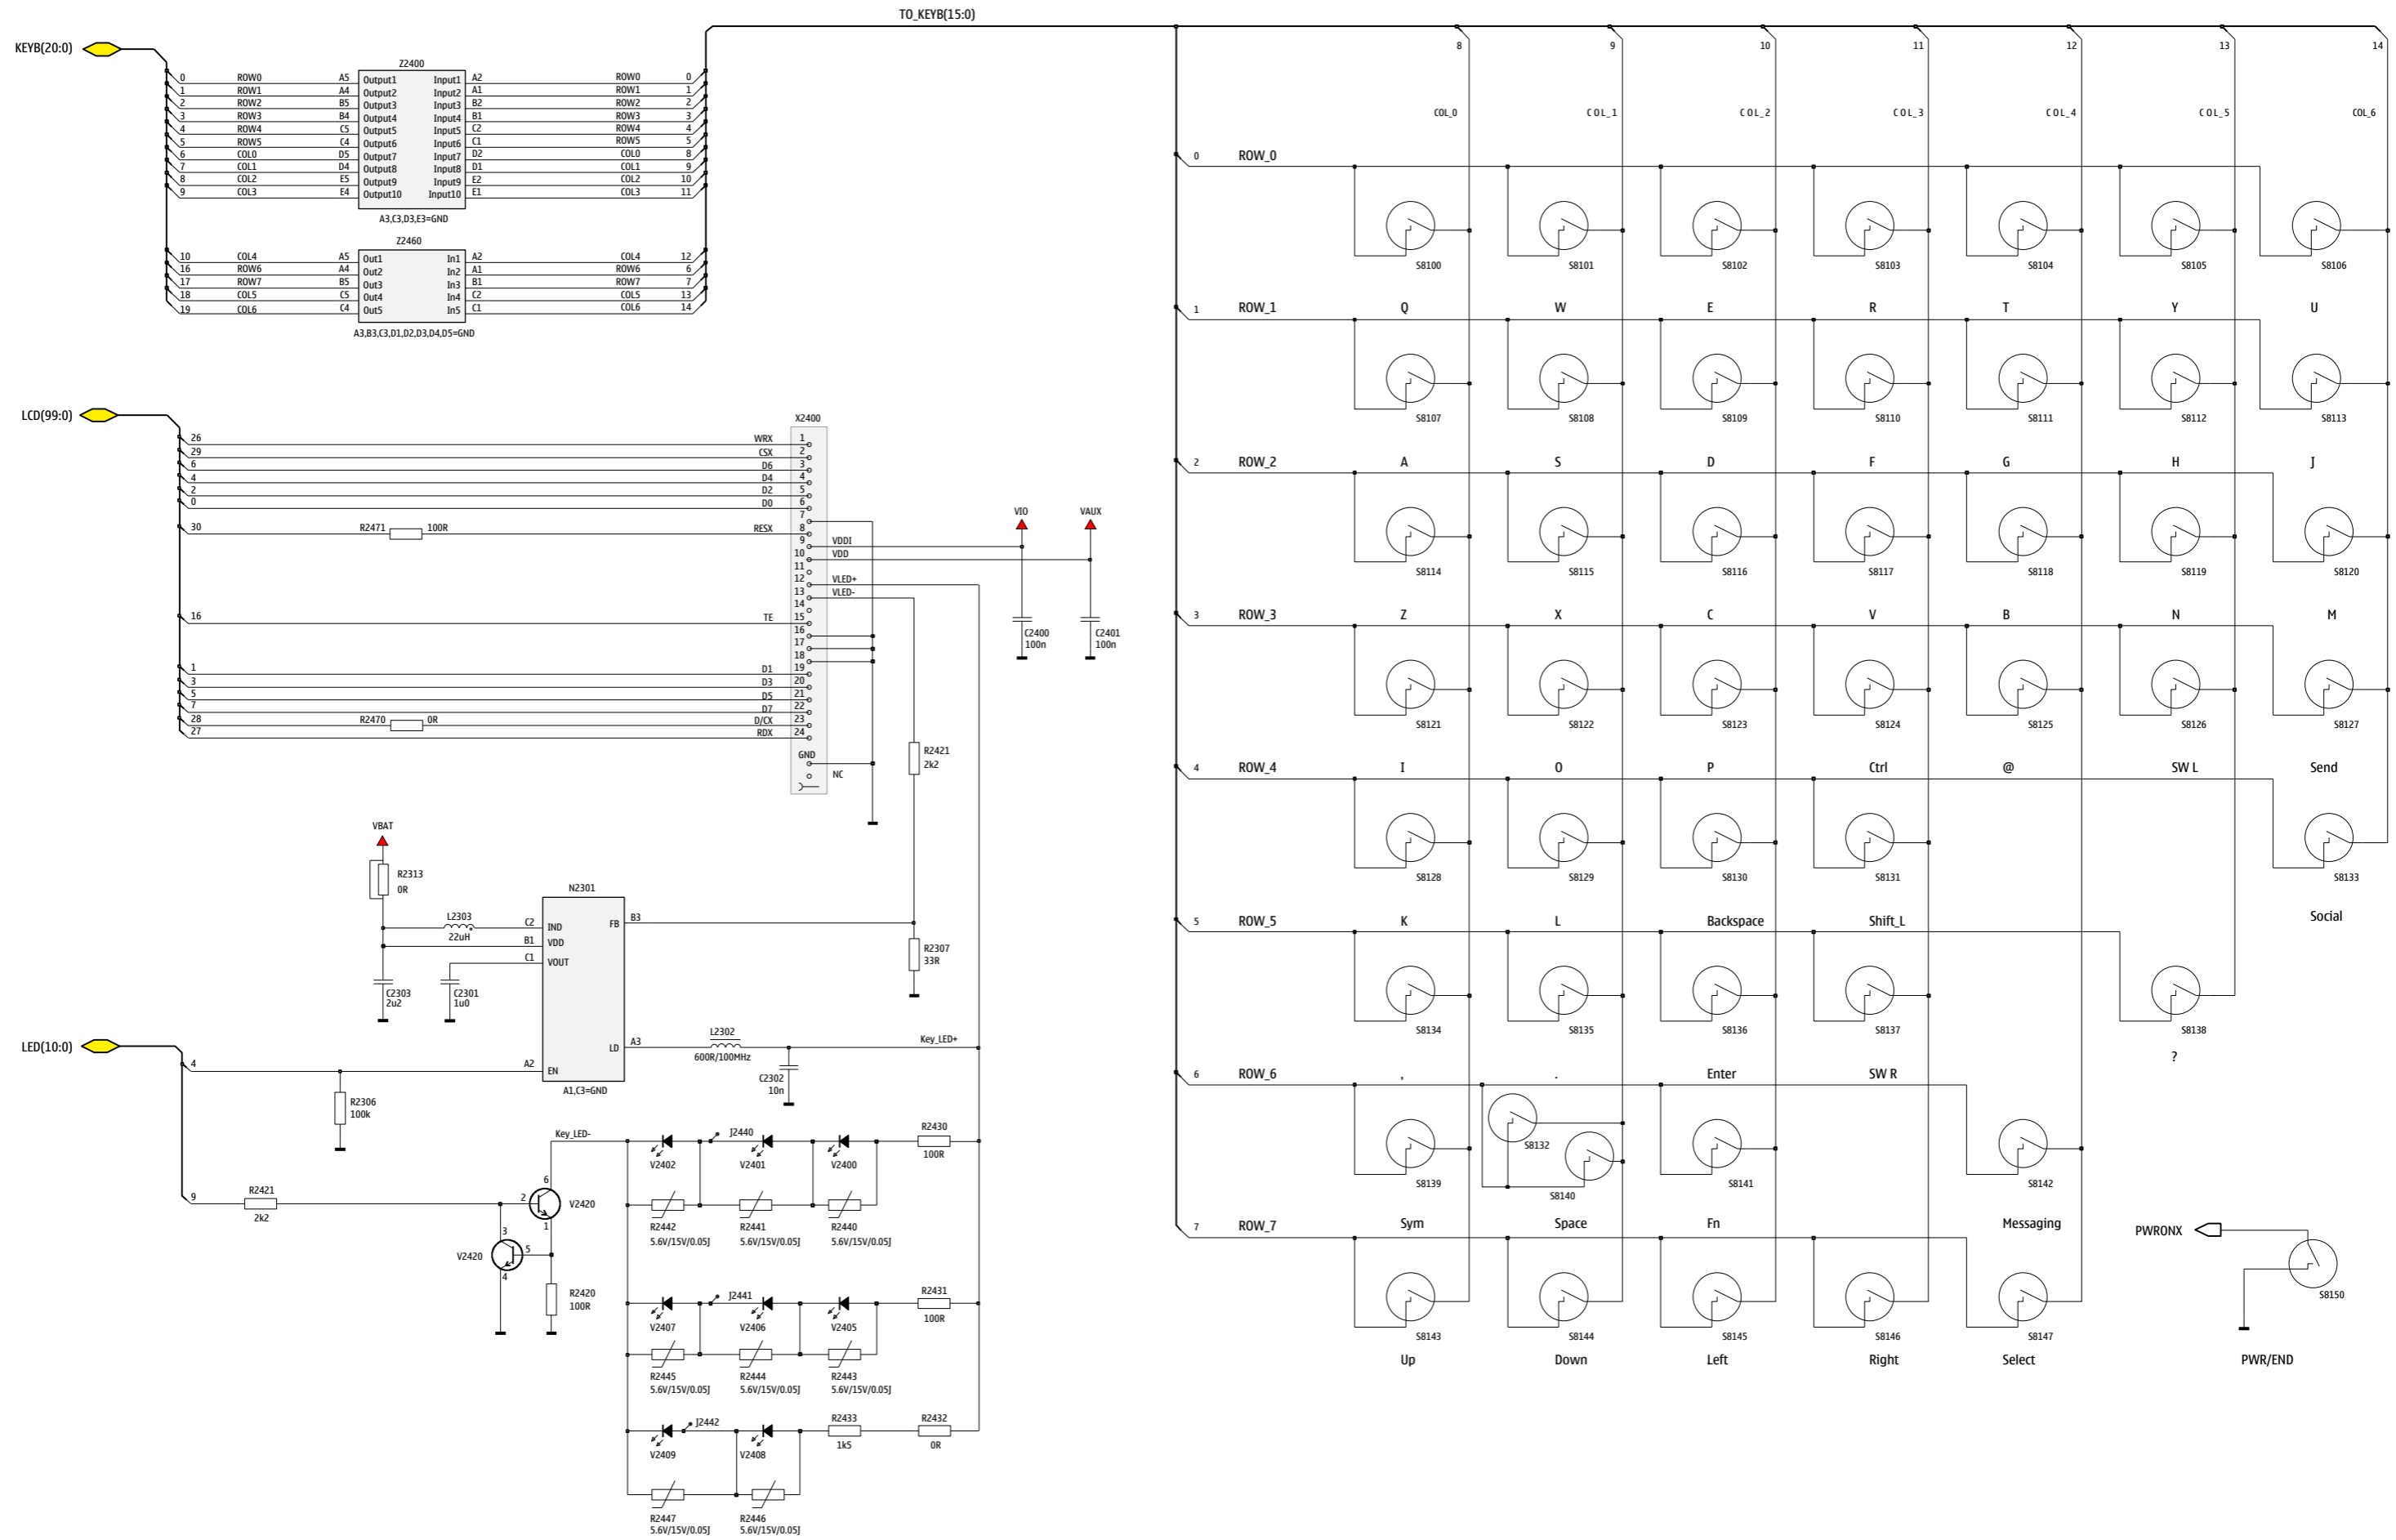 TO_KEYB(15:0)
KEYB(20:0)
Z2400
0 ROW0 A5 Output1 Input1 A2 ROW0 0
1 ROW1 A4 Output2 Input2 A1 ROW1 1
2 ROW2 B5 Output3 Input3 B2 ROW2 2
3 ROW3 B4 Output4 Input4 B1 ROW3 3
4 ROW4 C5 Output5 Input5 C2 ROW4 4
5 ROW5 C4 Output6 Input6 C1 ROW5 5
6 COL0 D5 Output7 Input7 D2 COL0 8
7 COL1 D4 Output8 Input8 D1 COL1 9
8 COL2 E5 Output9 Input9 E2 COL2 10
9 COL3 E4 Output10 Input10 E1 COL3 11
A3,C3,D3,E3=GND
Z2460
10 COL4 A5 Out1 In1 A2 COL4 12
16 ROW6 A4 Out2 In2 A1 ROW6 6
17 ROW7 B5 Out3 In3 B1 ROW7 7
18 COL5 C5 Out4 In4 C2 COL5 13
19 COL6 C4 Out5 In5 C1 COL6 14
A3,B3,C3,D1,D2,D3,D4,D5=GND
LCD(99:0)
X2400
26 WRX 1
29 CSX 2
6 D6 3
4 D4 4
2 D2 5
0 D0 6
7
30 R2471 100R RESX 8
9 VDDI
10 VDD
11
12 VLED+
13 VLED-
14
16 TE 15
16
17
18
1 D1 19
3 D3 20
5 D5 21
7 D7 22
28 R2470 0R D/CX 23
27 RDX 24
GND
NC
VIO VAUX
C2400 C2401
100n 100n
R2421
2k2
VBAT
R2313
0R
N2301
L2303 C2 IND FB B3
22uH B1 VDD
C1 VOUT
C2303 C2301
2u2 1u0
R2307
33R
LED(10:0)
L2302
LD A3 Key_LED+
600R/100MHz
4 A2 EN
C2302
10n
A1,C3=GND
R2306
100k
Key_LED- J2440 R2430
V2402 V2401 V2400 100R
6
9 R2421 2 V2420
2k2
1
R2442 R2441 R2440
5.6V/15V/0.05J 5.6V/15V/0.05J 5.6V/15V/0.05J
3
V2420 5
4
R2420
100R
J2441 R2431
V2407 V2406 V2405 100R
R2445 R2444 R2443
5.6V/15V/0.05J 5.6V/15V/0.05J 5.6V/15V/0.05J
J2442 R2433 R2432
V2409 V2408 1k5 0R
R2447 R2446
5.6V/15V/0.05J 5.6V/15V/0.05J
8 9 10 11 12 13 14
COL_0 COL_1 COL_2 COL_3 COL_4 COL_5 COL_6
0 ROW_0
S8100 S8101 S8102 S8103 S8104 S8105 S8106
1 ROW_1 Q W E R T Y U
S8107 S8108 S8109 S8110 S8111 S8112 S8113
2 ROW_2 A S D F G H J
S8114 S8115 S8116 S8117 S8118 S8119 S8120
3 ROW_3 Z X C V B N M
S8121 S8122 S8123 S8124 S8125 S8126 S8127
4 ROW_4 I O P Ctrl @ SW L Send
S8128 S8129 S8130 S8131 S8133
5 ROW_5 K L Backspace Shift_L Social
S8134 S8135 S8136 S8137 S8138
?
6 ROW_6 , . Enter SW R
S8132
S8139 S8140 S8141 S8142
7 ROW_7 Sym Space Fn Messaging
S8143 S8144 S8145 S8146 S8147
Up Down Left Right Select
PWRONX
S8150
PWR/END